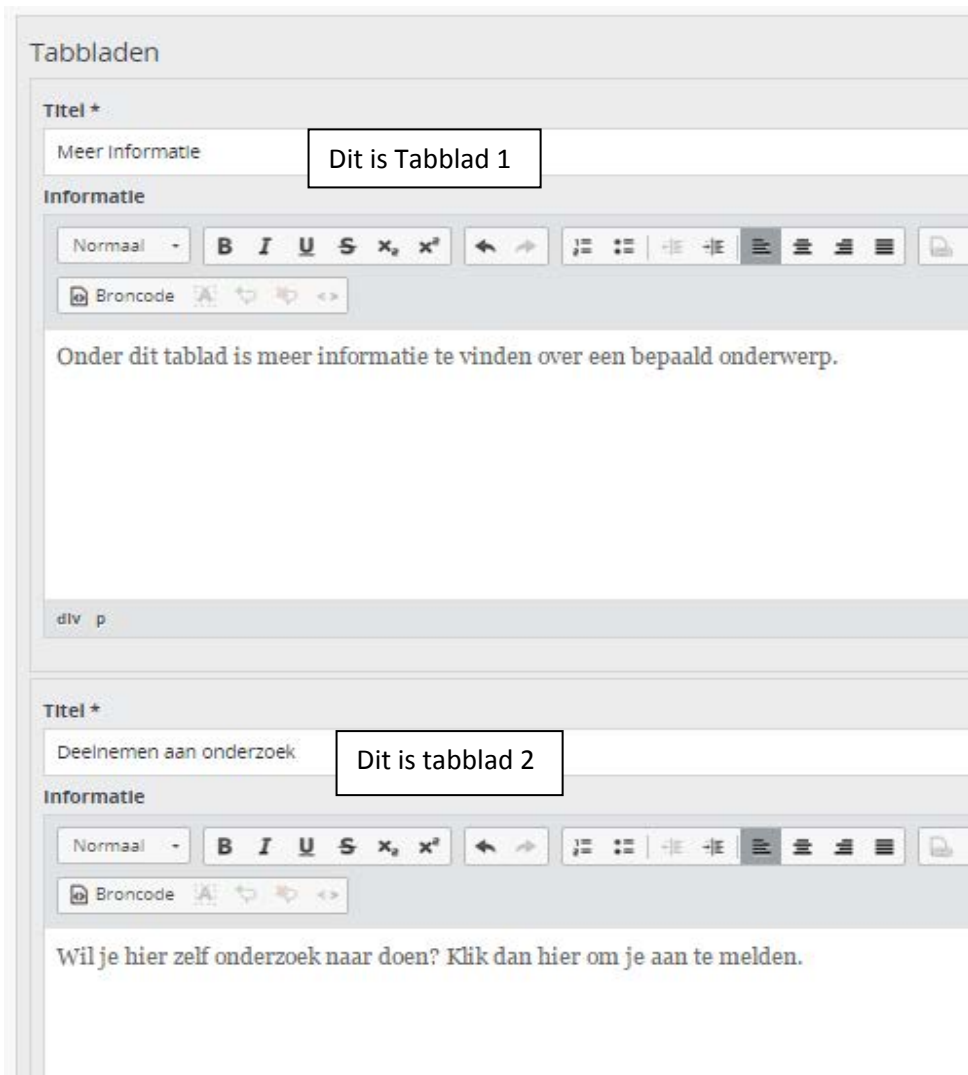 Tabbladen
Titel *
Meer informatie
Dit is Tabblad 1
Informatie
Normaal B I U S x₂ x²
Broncode
Onder dit tablad is meer informatie te vinden over een bepaald onderwerp.
div p
Titel *
Deelnemen aan onderzoek
Dit is tabblad 2
Informatie
Normaal B I U S x₂ x²
Broncode
Wil je hier zelf onderzoek naar doen? Klik dan hier om je aan te melden.